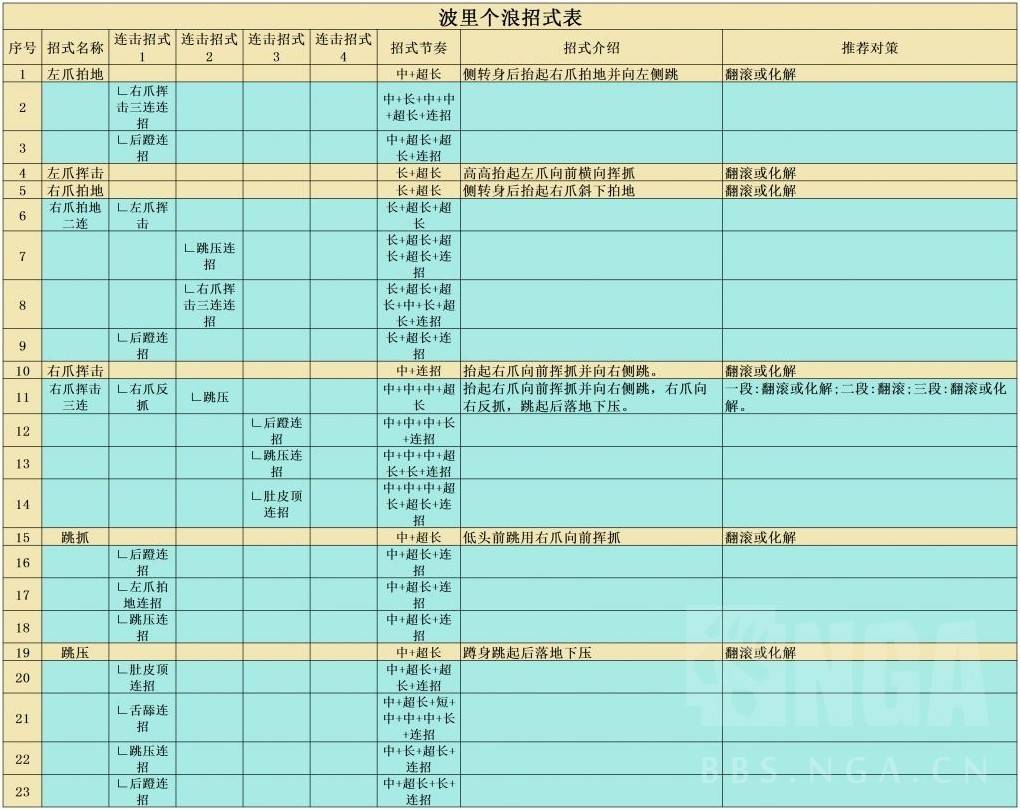 波里个浪招式表
序号 招式名称 连击招式1 连击招式2 连击招式3 连击招式4 招式节奏 招式介绍 推荐对策
1 左爪拍地 中+超长 侧转身后抬起右爪拍地并向左侧跳 翻滚或化解
2 ∟右爪挥击三连连招 中+长+中+中+超长+连招
3 ∟后蹬连招 中+超长+超长+连招
4 左爪挥击 长+超长 高高抬起左爪向前横向挥抓 翻滚或化解
5 右爪拍地 长+超长 侧转身后抬起右爪斜下拍地 翻滚或化解
6 右爪拍地二连 ∟左爪挥击 长+超长+超长
7 ∟跳压连招 长+超长+超长+超长+连招
8 ∟右爪挥击三连连招 长+超长+超长+中+长+超长+连招
9 ∟后蹬连招 长+超长+连招
10 右爪挥击 中+连招 抬起右爪向前挥抓并向右侧跳。 翻滚或化解
11 右爪挥击三连 ∟右爪反抓 ∟跳压 中+中+中+超长 抬起右爪向前挥抓并向右侧跳，右爪向右反抓，跳起后落地下压。 一段:翻滚或化解;二段:翻滚;三段:翻滚或化解。
12 ∟后蹬连招 中+中+中+长+连招
13 ∟跳压连招 中+中+中+超长+长+连招
14 ∟肚皮顶连招 中+中+中+超长+超长+连招
15 跳抓 中+超长 低头前跳用右爪向前挥抓 翻滚或化解
16 ∟后蹬连招 中+超长+连招
17 ∟左爪拍地连招 中+超长+连招
18 ∟跳压连招 中+超长+连招
19 跳压 中+超长 蹲身跳起后落地下压 翻滚或化解
20 ∟肚皮顶连招 中+超长+超长+连招
21 ∟舌舔连招 中+超长+短+中+中+中+长+连招
22 ∟跳压连招 中+长+超长+连招
23 ∟后蹬连招 中+超长+长+连招
NGA
BBS.NGA.CN